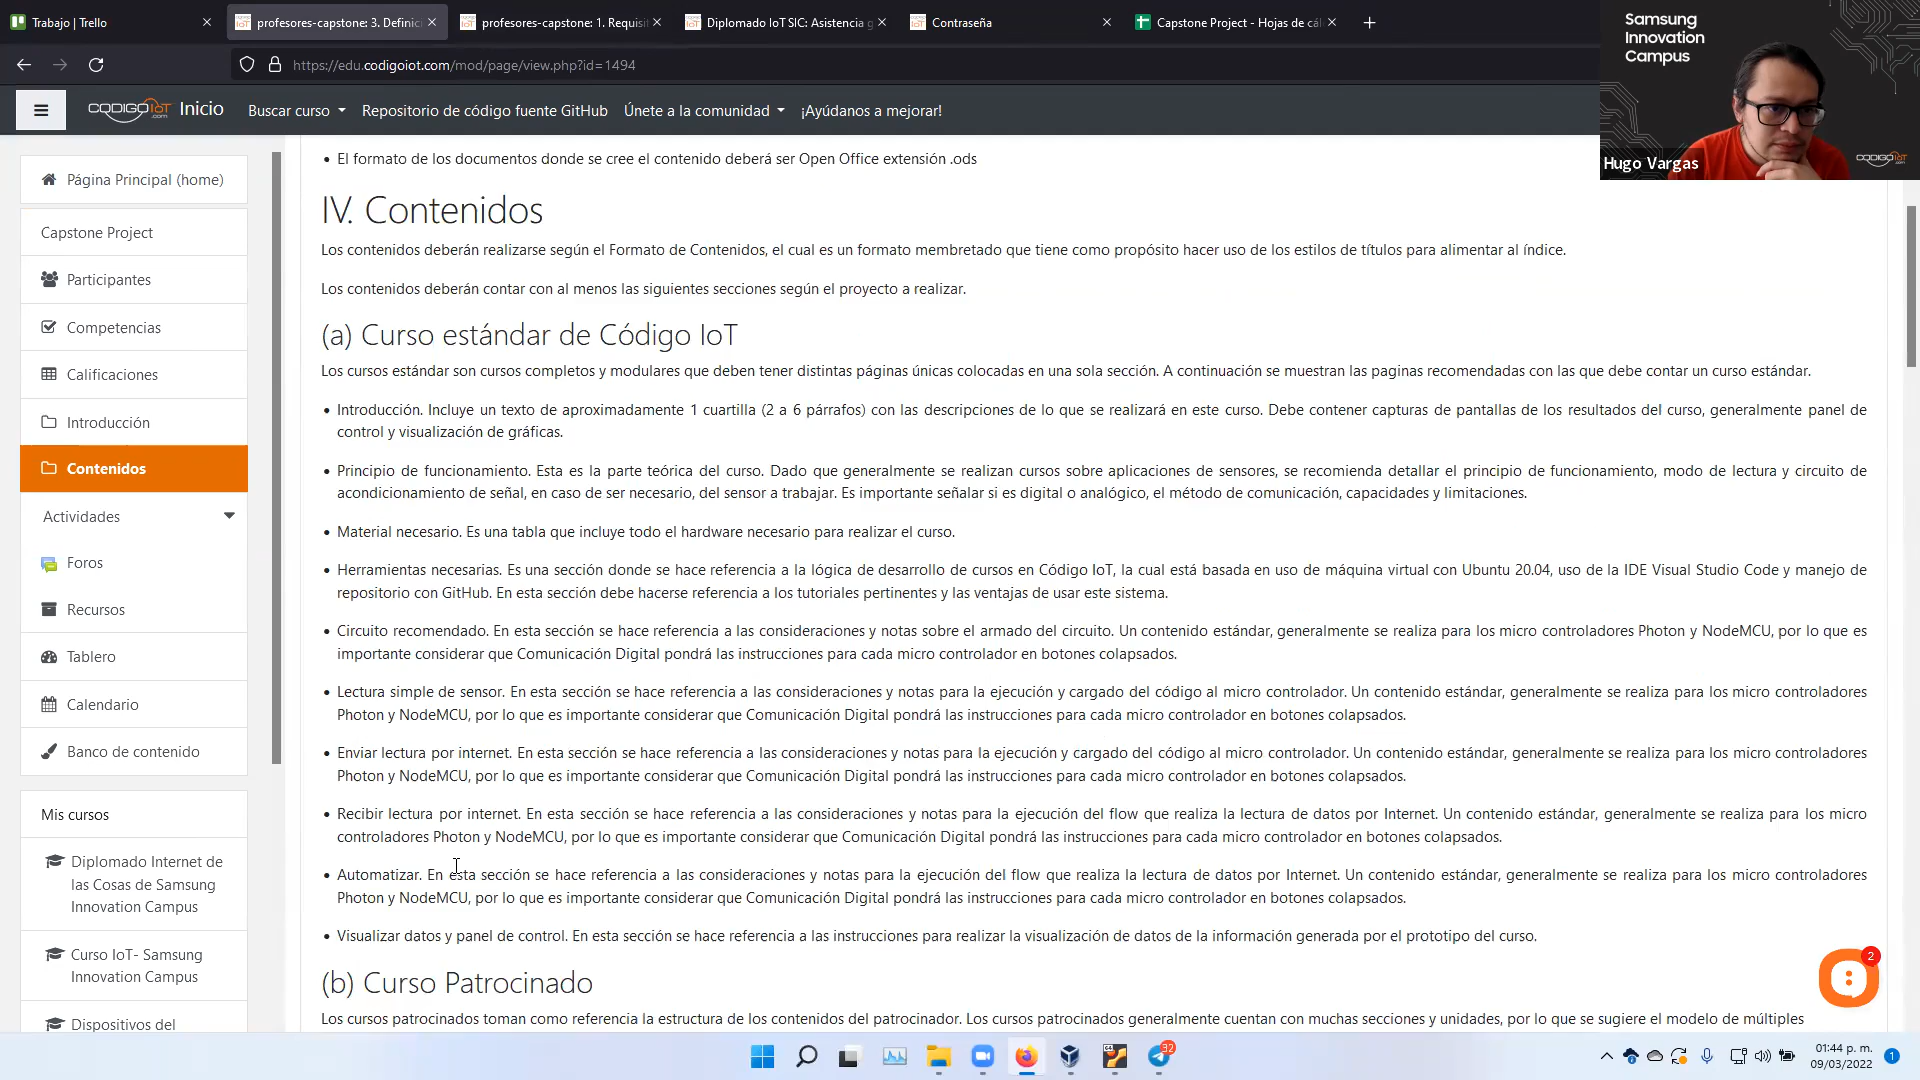 Trabajo | Trello
profesores-capstone: 3. Definici
profesores-capstone: 1. Requisit
Diplomado IoT SIC: Asistencia g
Contraseña
Capstone Project - Hojas de cál
https://edu.codigoiot.com/mod/page/view.php?id=1494
Samsung
Innovation
Campus
Hugo Vargas
CODIGOIoT
CODIGOIoT
.com
Inicio
Buscar curso
Repositorio de código fuente GitHub
Únete a la comunidad
¡Ayúdanos a mejorar!
Página Principal (home)
Capstone Project
Participantes
Competencias
Calificaciones
Introducción
Contenidos
Actividades
Foros
Recursos
Tablero
Calendario
Banco de contenido
Mis cursos
Diplomado Internet de
las Cosas de Samsung
Innovation Campus
Curso IoT- Samsung
Innovation Campus
Dispositivos del
• El formato de los documentos donde se cree el contenido deberá ser Open Office extensión .ods
IV. Contenidos
Los contenidos deberán realizarse según el Formato de Contenidos, el cual es un formato membretado que tiene como propósito hacer uso de los estilos de títulos para alimentar al índice.
Los contenidos deberán contar con al menos las siguientes secciones según el proyecto a realizar.
(a) Curso estándar de Código IoT
Los cursos estándar son cursos completos y modulares que deben tener distintas páginas únicas colocadas en una sola sección. A continuación se muestran las paginas recomendadas con las que debe contar un curso estándar.
• Introducción. Incluye un texto de aproximadamente 1 cuartilla (2 a 6 párrafos) con las descripciones de lo que se realizará en este curso. Debe contener capturas de pantallas de los resultados del curso, generalmente panel de
control y visualización de gráficas.
• Principio de funcionamiento. Esta es la parte teórica del curso. Dado que generalmente se realizan cursos sobre aplicaciones de sensores, se recomienda detallar el principio de funcionamiento, modo de lectura y circuito de
acondicionamiento de señal, en caso de ser necesario, del sensor a trabajar. Es importante señalar si es digital o analógico, el método de comunicación, capacidades y limitaciones.
• Material necesario. Es una tabla que incluye todo el hardware necesario para realizar el curso.
• Herramientas necesarias. Es una sección donde se hace referencia a la lógica de desarrollo de cursos en Código IoT, la cual está basada en uso de máquina virtual con Ubuntu 20.04, uso de la IDE Visual Studio Code y manejo de
repositorio con GitHub. En esta sección debe hacerse referencia a los tutoriales pertinentes y las ventajas de usar este sistema.
• Circuito recomendado. En esta sección se hace referencia a las consideraciones y notas sobre el armado del circuito. Un contenido estándar, generalmente se realiza para los micro controladores Photon y NodeMCU, por lo que es
importante considerar que Comunicación Digital pondrá las instrucciones para cada micro controlador en botones colapsados.
• Lectura simple de sensor. En esta sección se hace referencia a las consideraciones y notas para la ejecución y cargado del código al micro controlador. Un contenido estándar, generalmente se realiza para los micro controladores
Photon y NodeMCU, por lo que es importante considerar que Comunicación Digital pondrá las instrucciones para cada micro controlador en botones colapsados.
• Enviar lectura por internet. En esta sección se hace referencia a las consideraciones y notas para la ejecución y cargado del código al micro controlador. Un contenido estándar, generalmente se realiza para los micro controladores
Photon y NodeMCU, por lo que es importante considerar que Comunicación Digital pondrá las instrucciones para cada micro controlador en botones colapsados.
• Recibir lectura por internet. En esta sección se hace referencia a las consideraciones y notas para la ejecución del flow que realiza la lectura de datos por Internet. Un contenido estándar, generalmente se realiza para los micro
controladores Photon y NodeMCU, por lo que es importante considerar que Comunicación Digital pondrá las instrucciones para cada micro controlador en botones colapsados.
• Automatizar. En esta sección se hace referencia a las consideraciones y notas para la ejecución del flow que realiza la lectura de datos por Internet. Un contenido estándar, generalmente se realiza para los micro controladores
Photon y NodeMCU, por lo que es importante considerar que Comunicación Digital pondrá las instrucciones para cada micro controlador en botones colapsados.
• Visualizar datos y panel de control. En esta sección se hace referencia a las instrucciones para realizar la visualización de datos de la información generada por el prototipo del curso.
(b) Curso Patrocinado
Los cursos patrocinados toman como referencia la estructura de los contenidos del patrocinador. Los cursos patrocinados generalmente cuentan con muchas secciones y unidades, por lo que se sugiere el modelo de múltiples
2
32
01:44 p. m.
09/03/2022
1